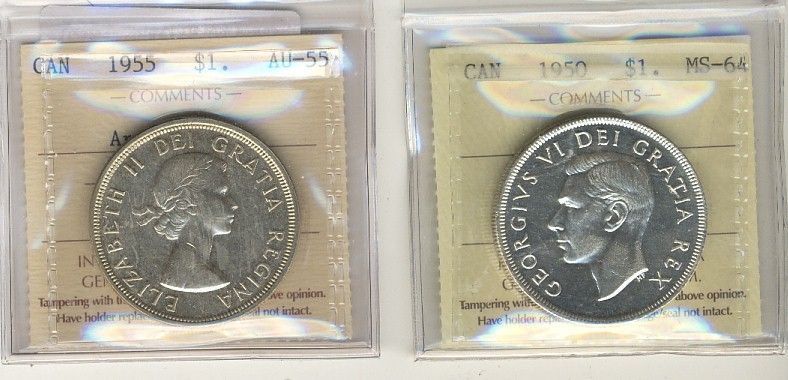 CAN 1955 $1. AU-55
— COMMENTS —
ELIZABETH II DEI GRATIA REGINA
Tampering with
above opinion.
Have holder
seal not intact.
CAN 1950 $1. MS-64
— COMMENTS —
GEORGIVS VI DEI GRATIA REX
Tampering with
above opinion.
Have holder
seal not intact.